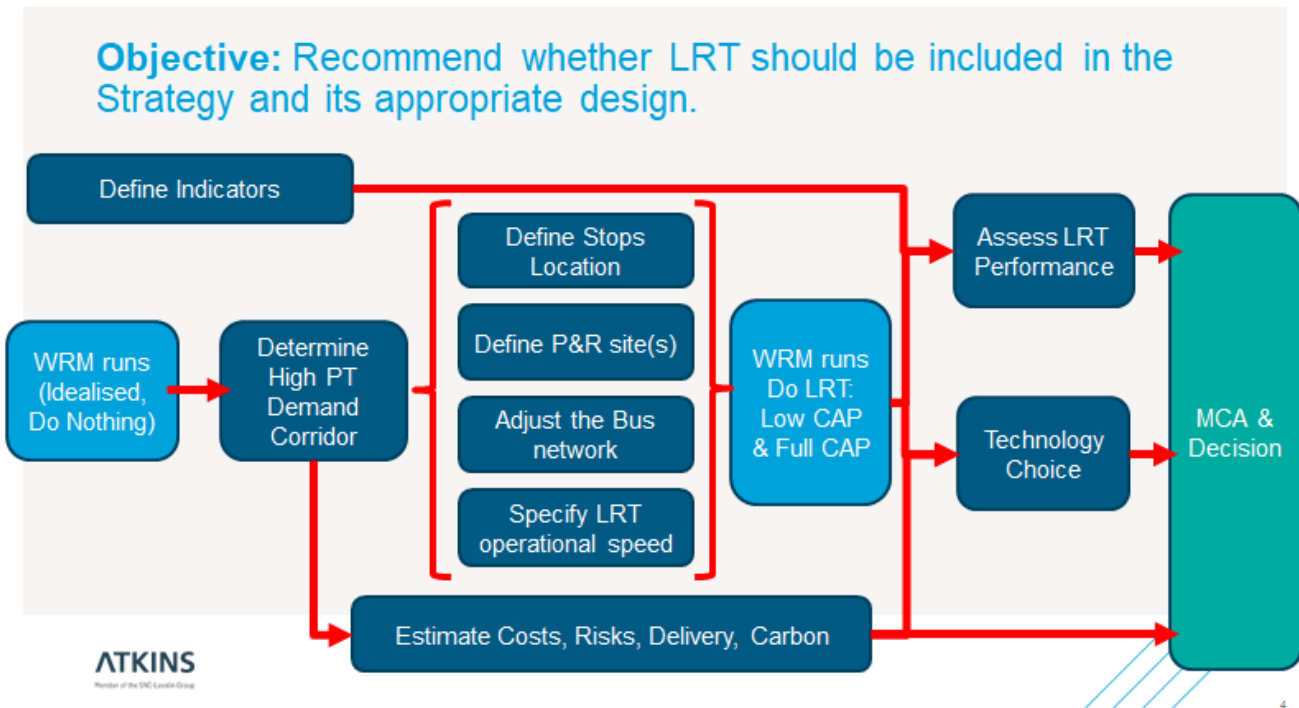 Objective: Recommend whether LRT should be included in the
Strategy and its appropriate design.
Define Indicators
WRM runs
(Idealised,
Do Nothing)
Determine
High PT
Demand
Corridor
Define Stops
Location
Define P&R site(s)
Adjust the Bus
network
Specify LRT
operational speed
WRM runs
Do LRT:
Low CAP
& Full CAP
Assess LRT
Performance
Technology
Choice
MCA &
Decision
Estimate Costs, Risks, Delivery, Carbon
ATKINS
Member of the SNC-Lavalin Group
4